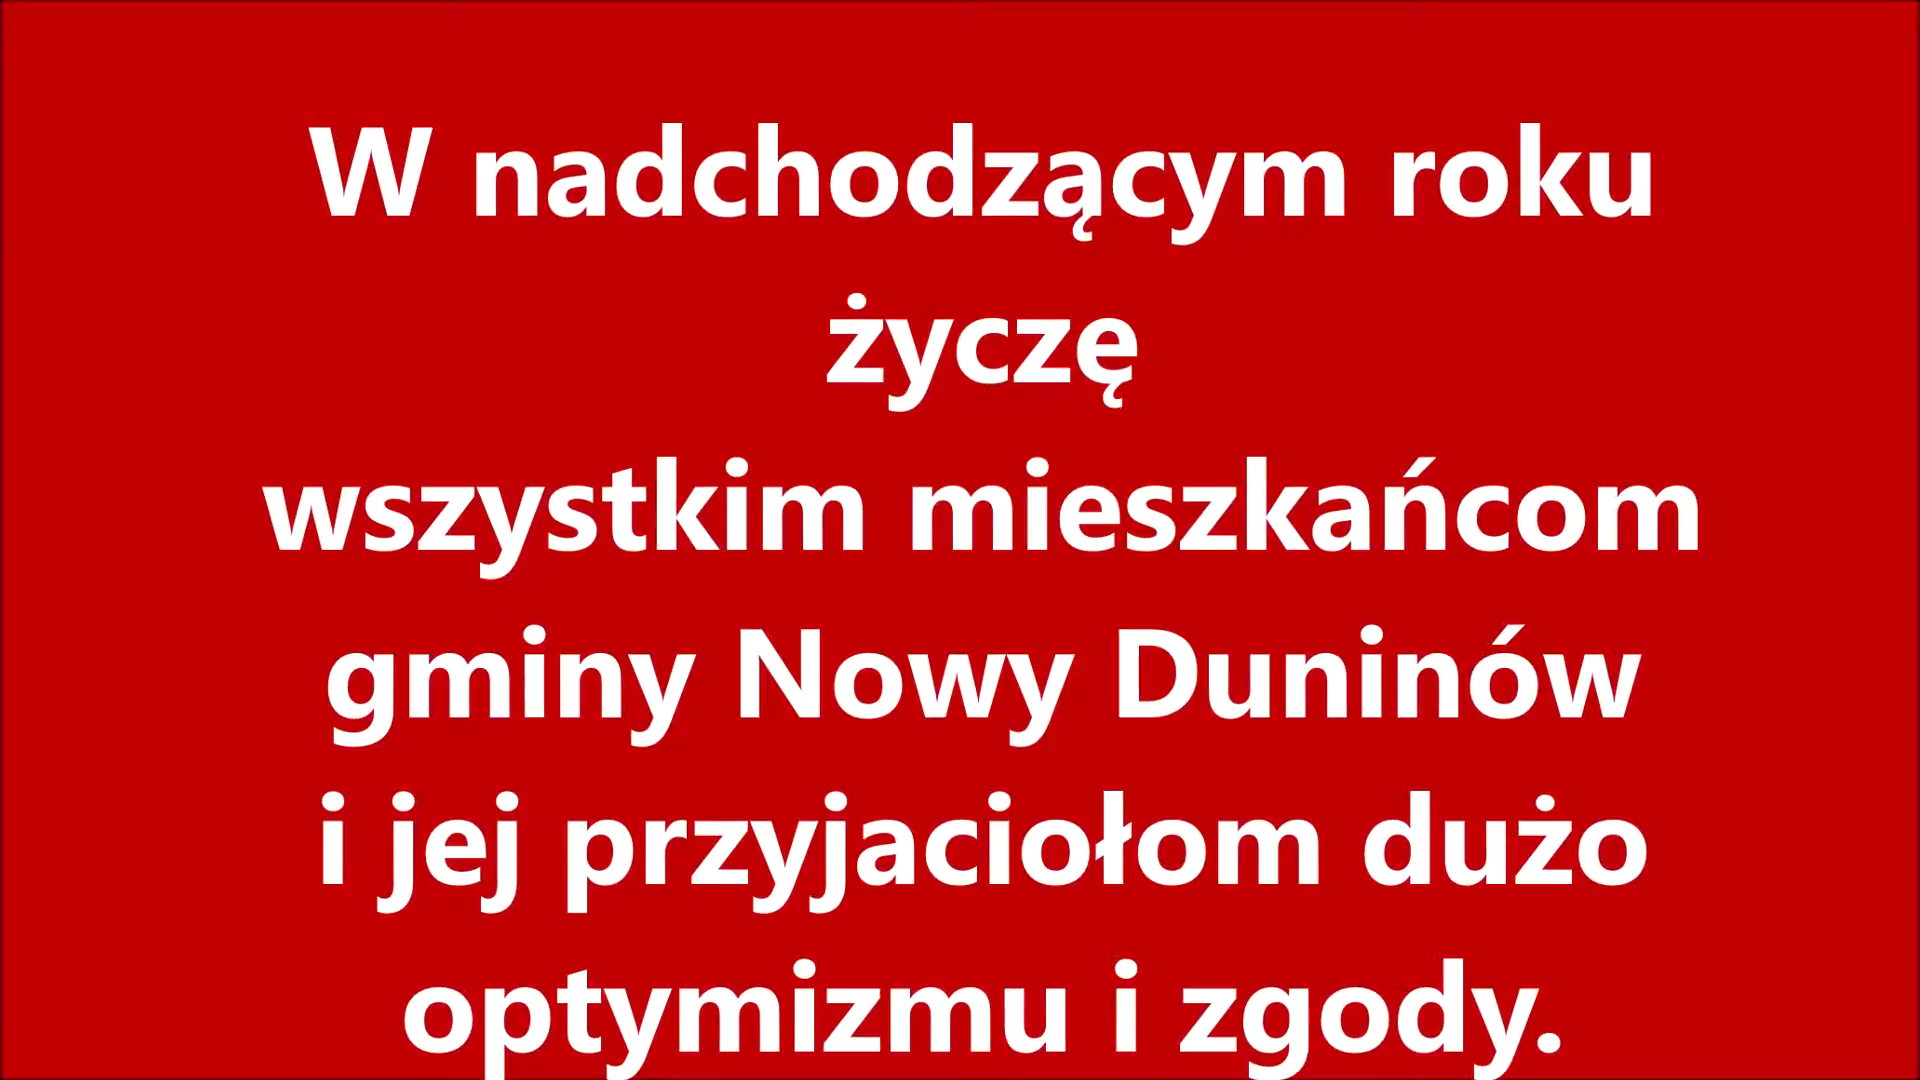 W nadchodzącym roku
życzę
wszystkim mieszkańcom
gminy Nowy Duninów
i jej przyjaciołom dużo
optymizmu i zgody.